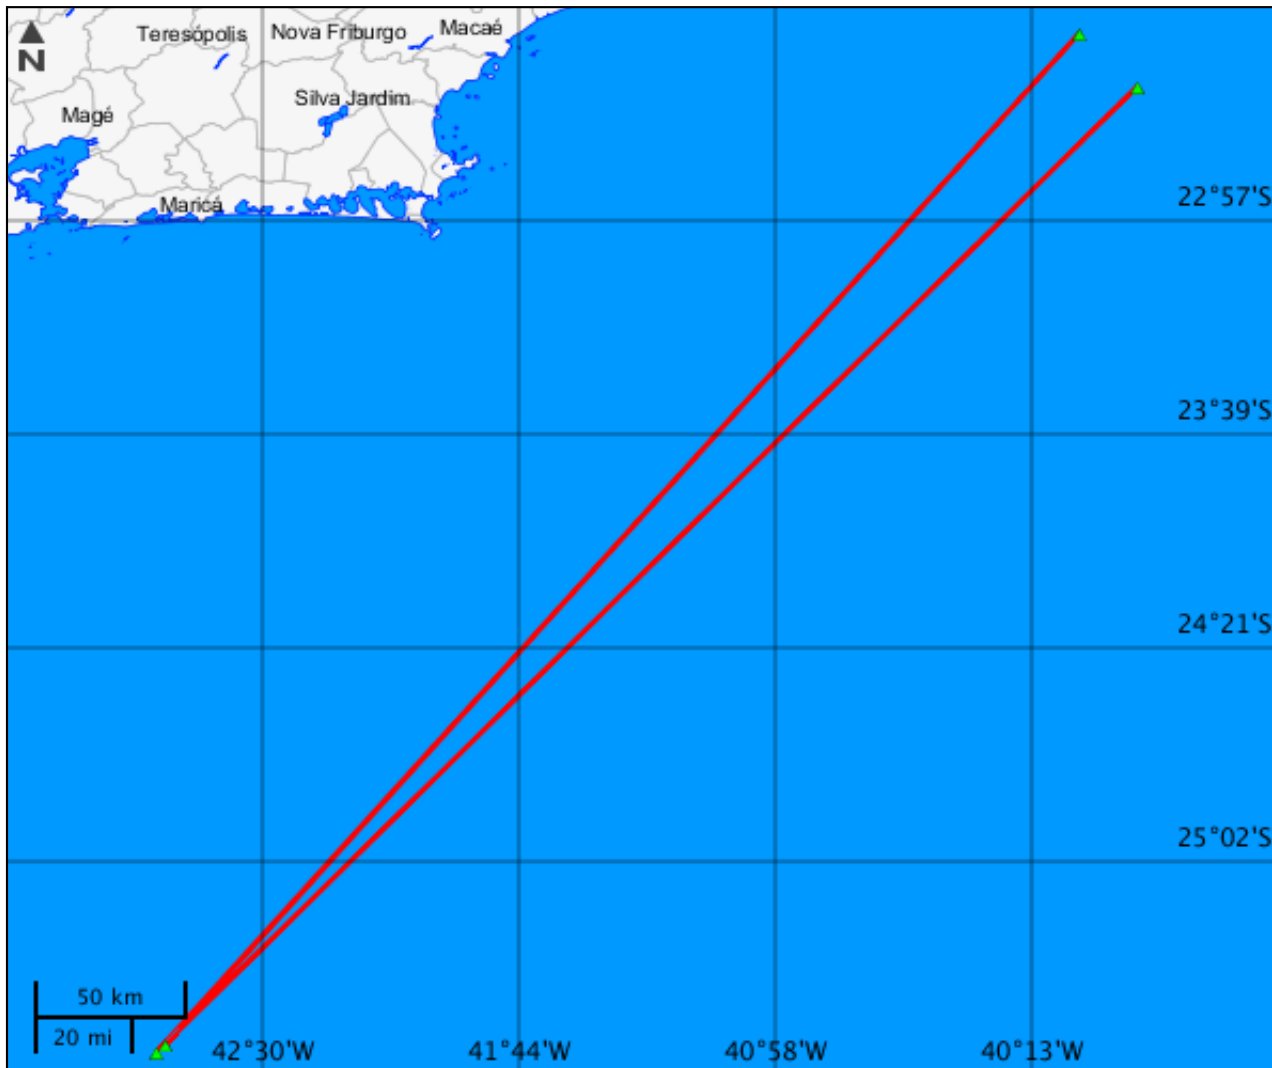 N
Teresópolis
Nova Friburgo
Macaé
Silva Jardim
Magé
Maricá
22°57'S
23°39'S
24°21'S
25°02'S
50 km
20 mi
42°30'W
41°44'W
40°58'W
40°13'W